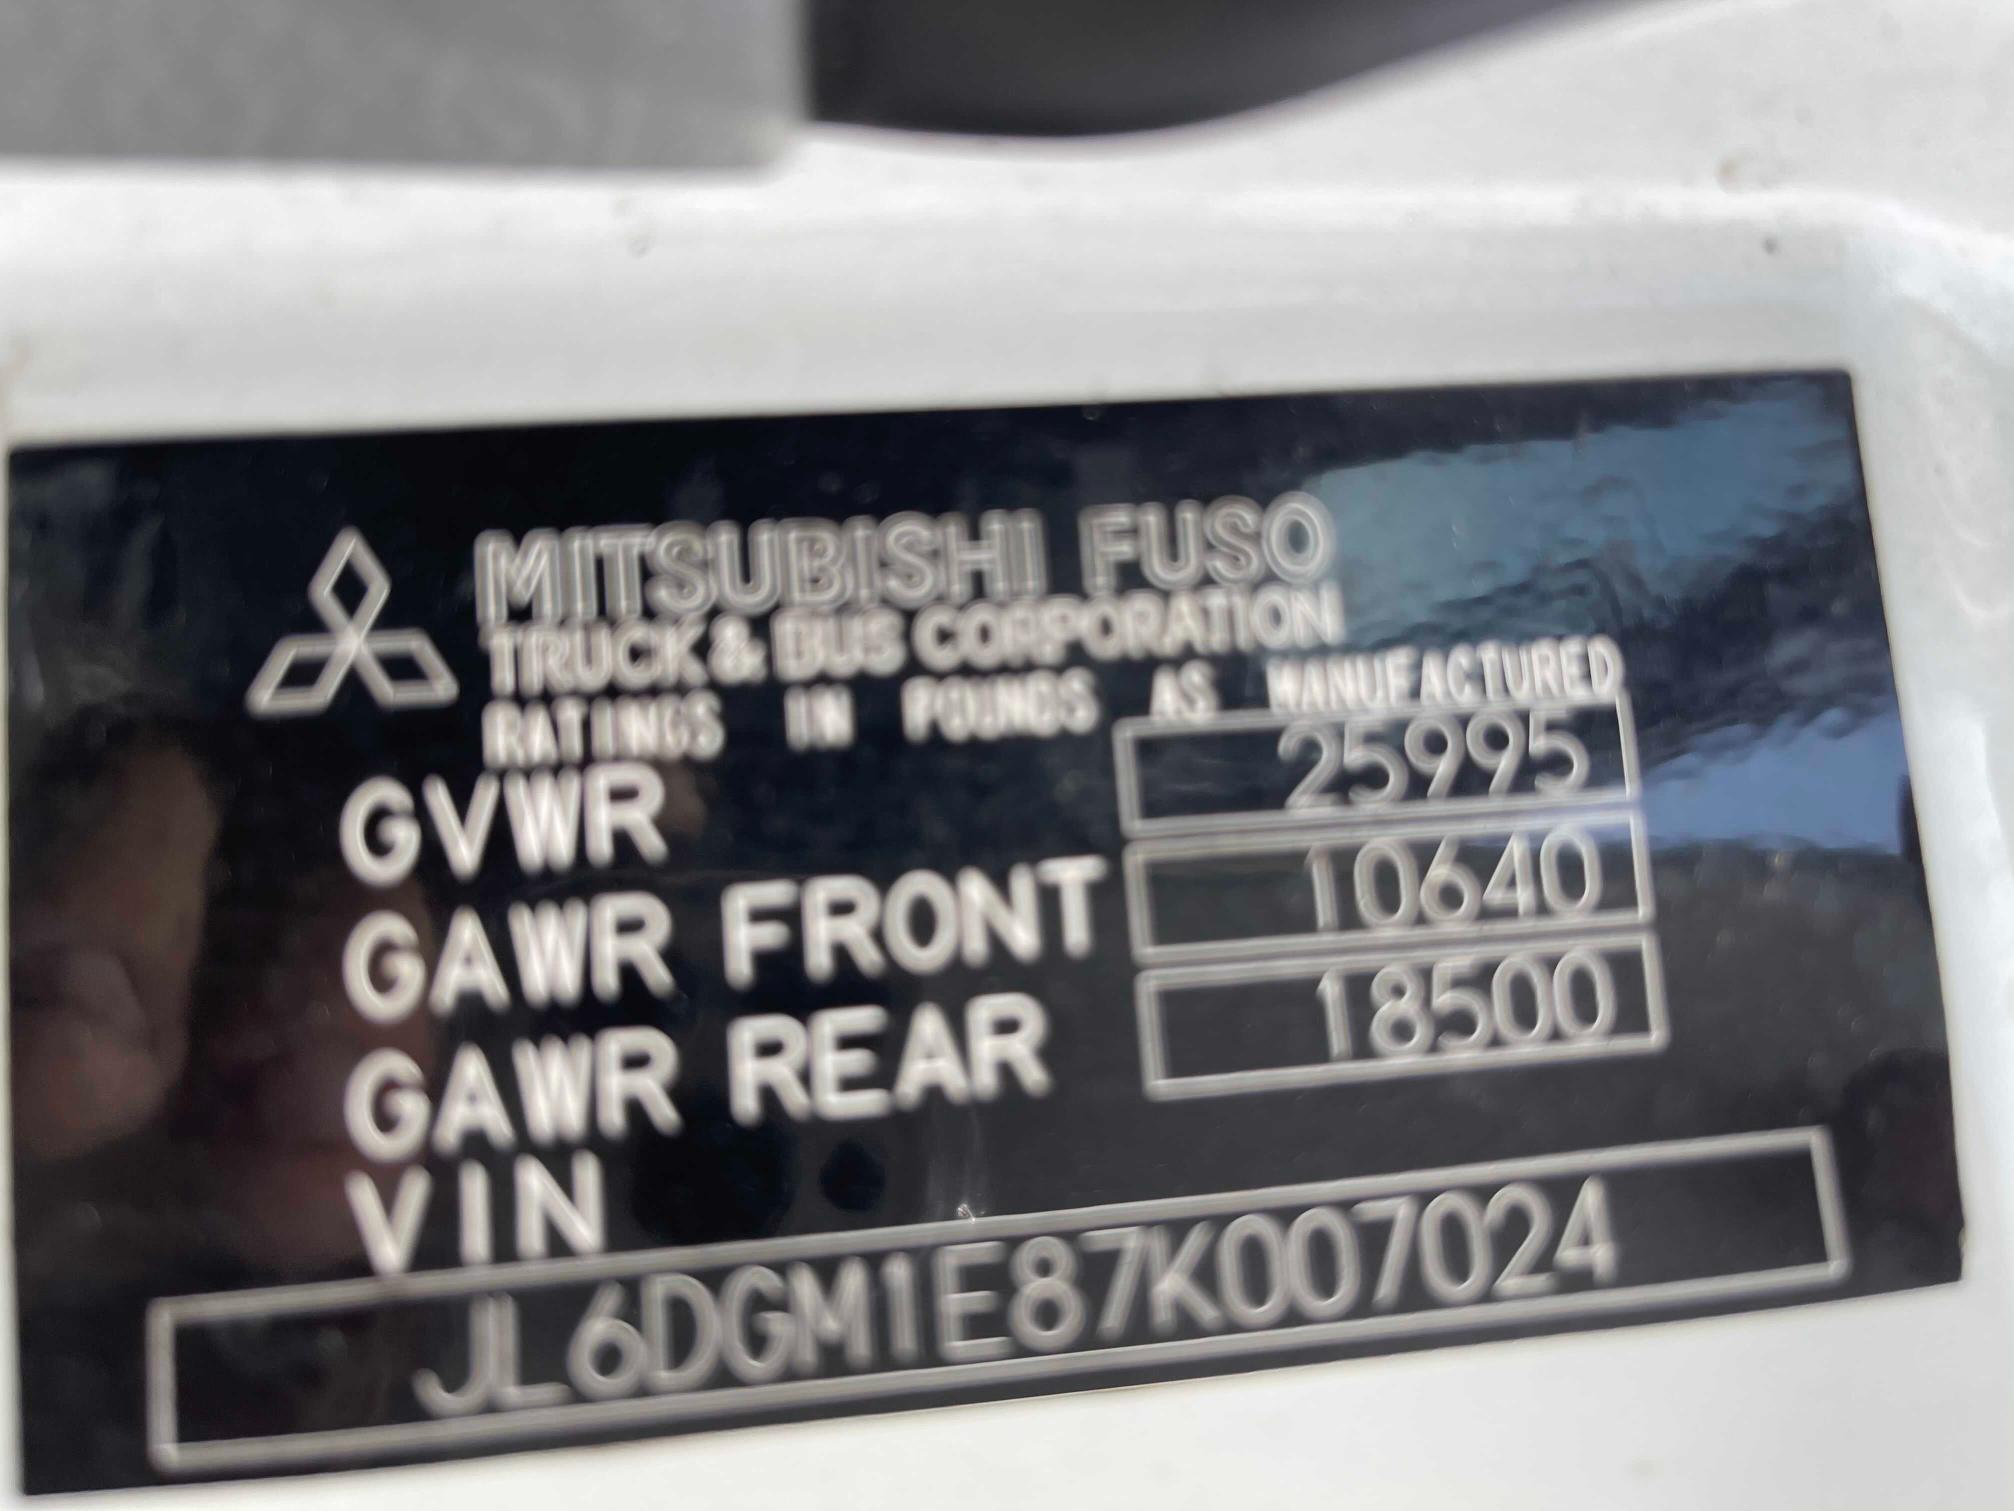 MITSUBISHI FUSO
TRUCK & BUS CORPORATION
RATINGS IN POUNDS AS MANUFACTURED
GVWR 25995
GAWR FRONT 10640
GAWR REAR 18500
VIN
JL6DGM1E87K007024